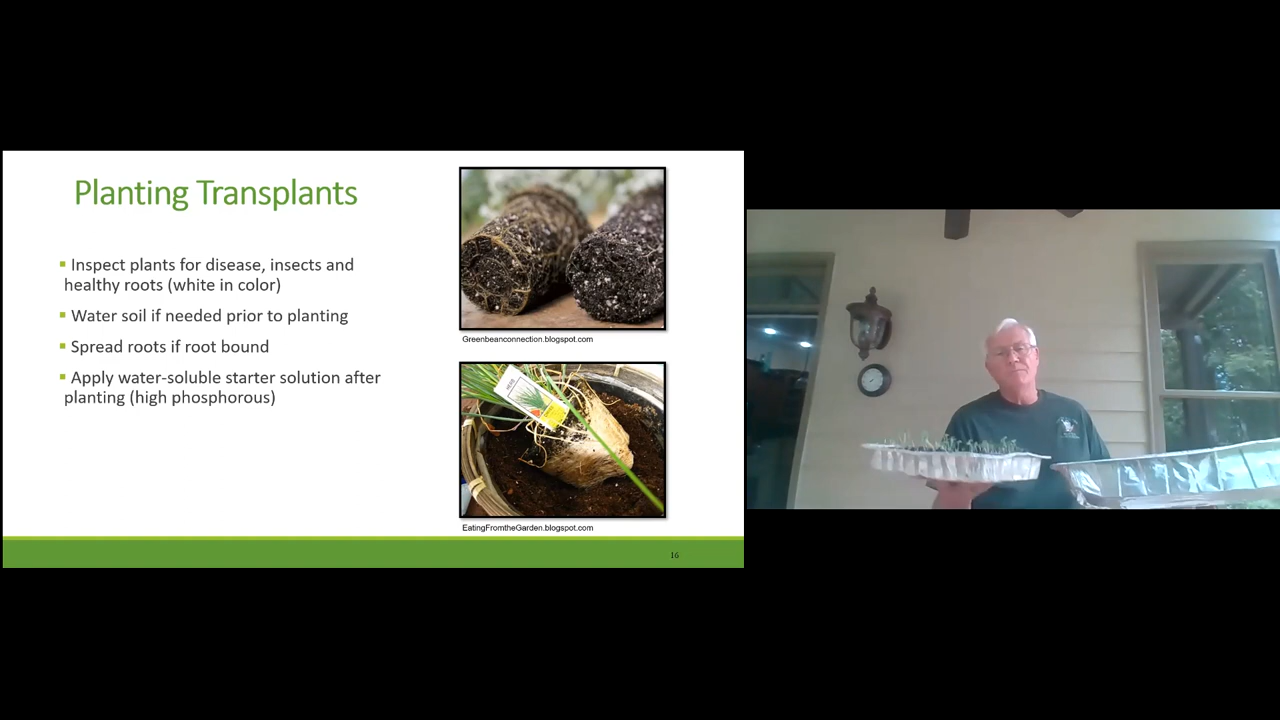 Planting Transplants
Inspect plants for disease, insects and
healthy roots (white in color)
Water soil if needed prior to planting
Spread roots if root bound
Apply water-soluble starter solution after
planting (high phosphorous)
Greenbeanconnection.blogspot.com
EatingFromtheGarden.blogspot.com
16